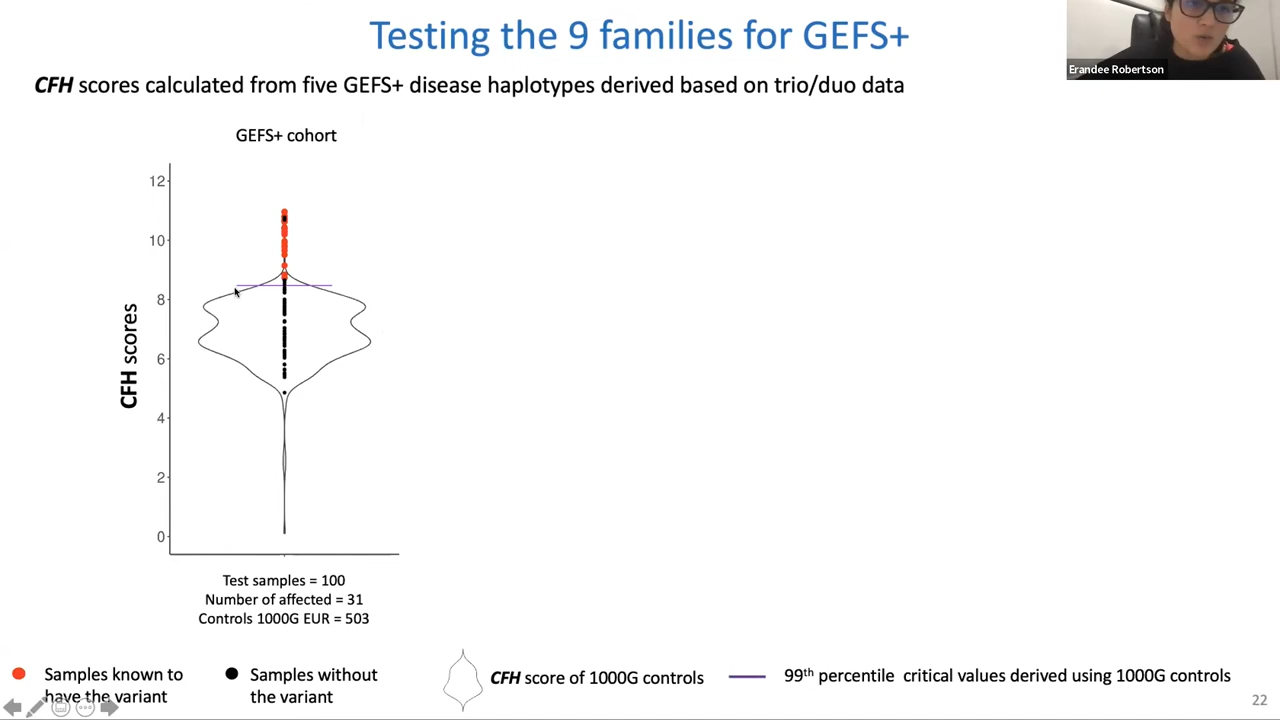 Testing the 9 families for GEFS+
Erandee Robertson
CFH scores calculated from five GEFS+ disease haplotypes derived based on trio/duo data
GEFS+ cohort
12
10
8
6
4
2
0
CFH scores
Test samples = 100
Number of affected = 31
Controls 1000G EUR = 503
Samples known to
have the variant
Samples without
the variant
CFH score of 1000G controls
99th percentile critical values derived using 1000G controls
22